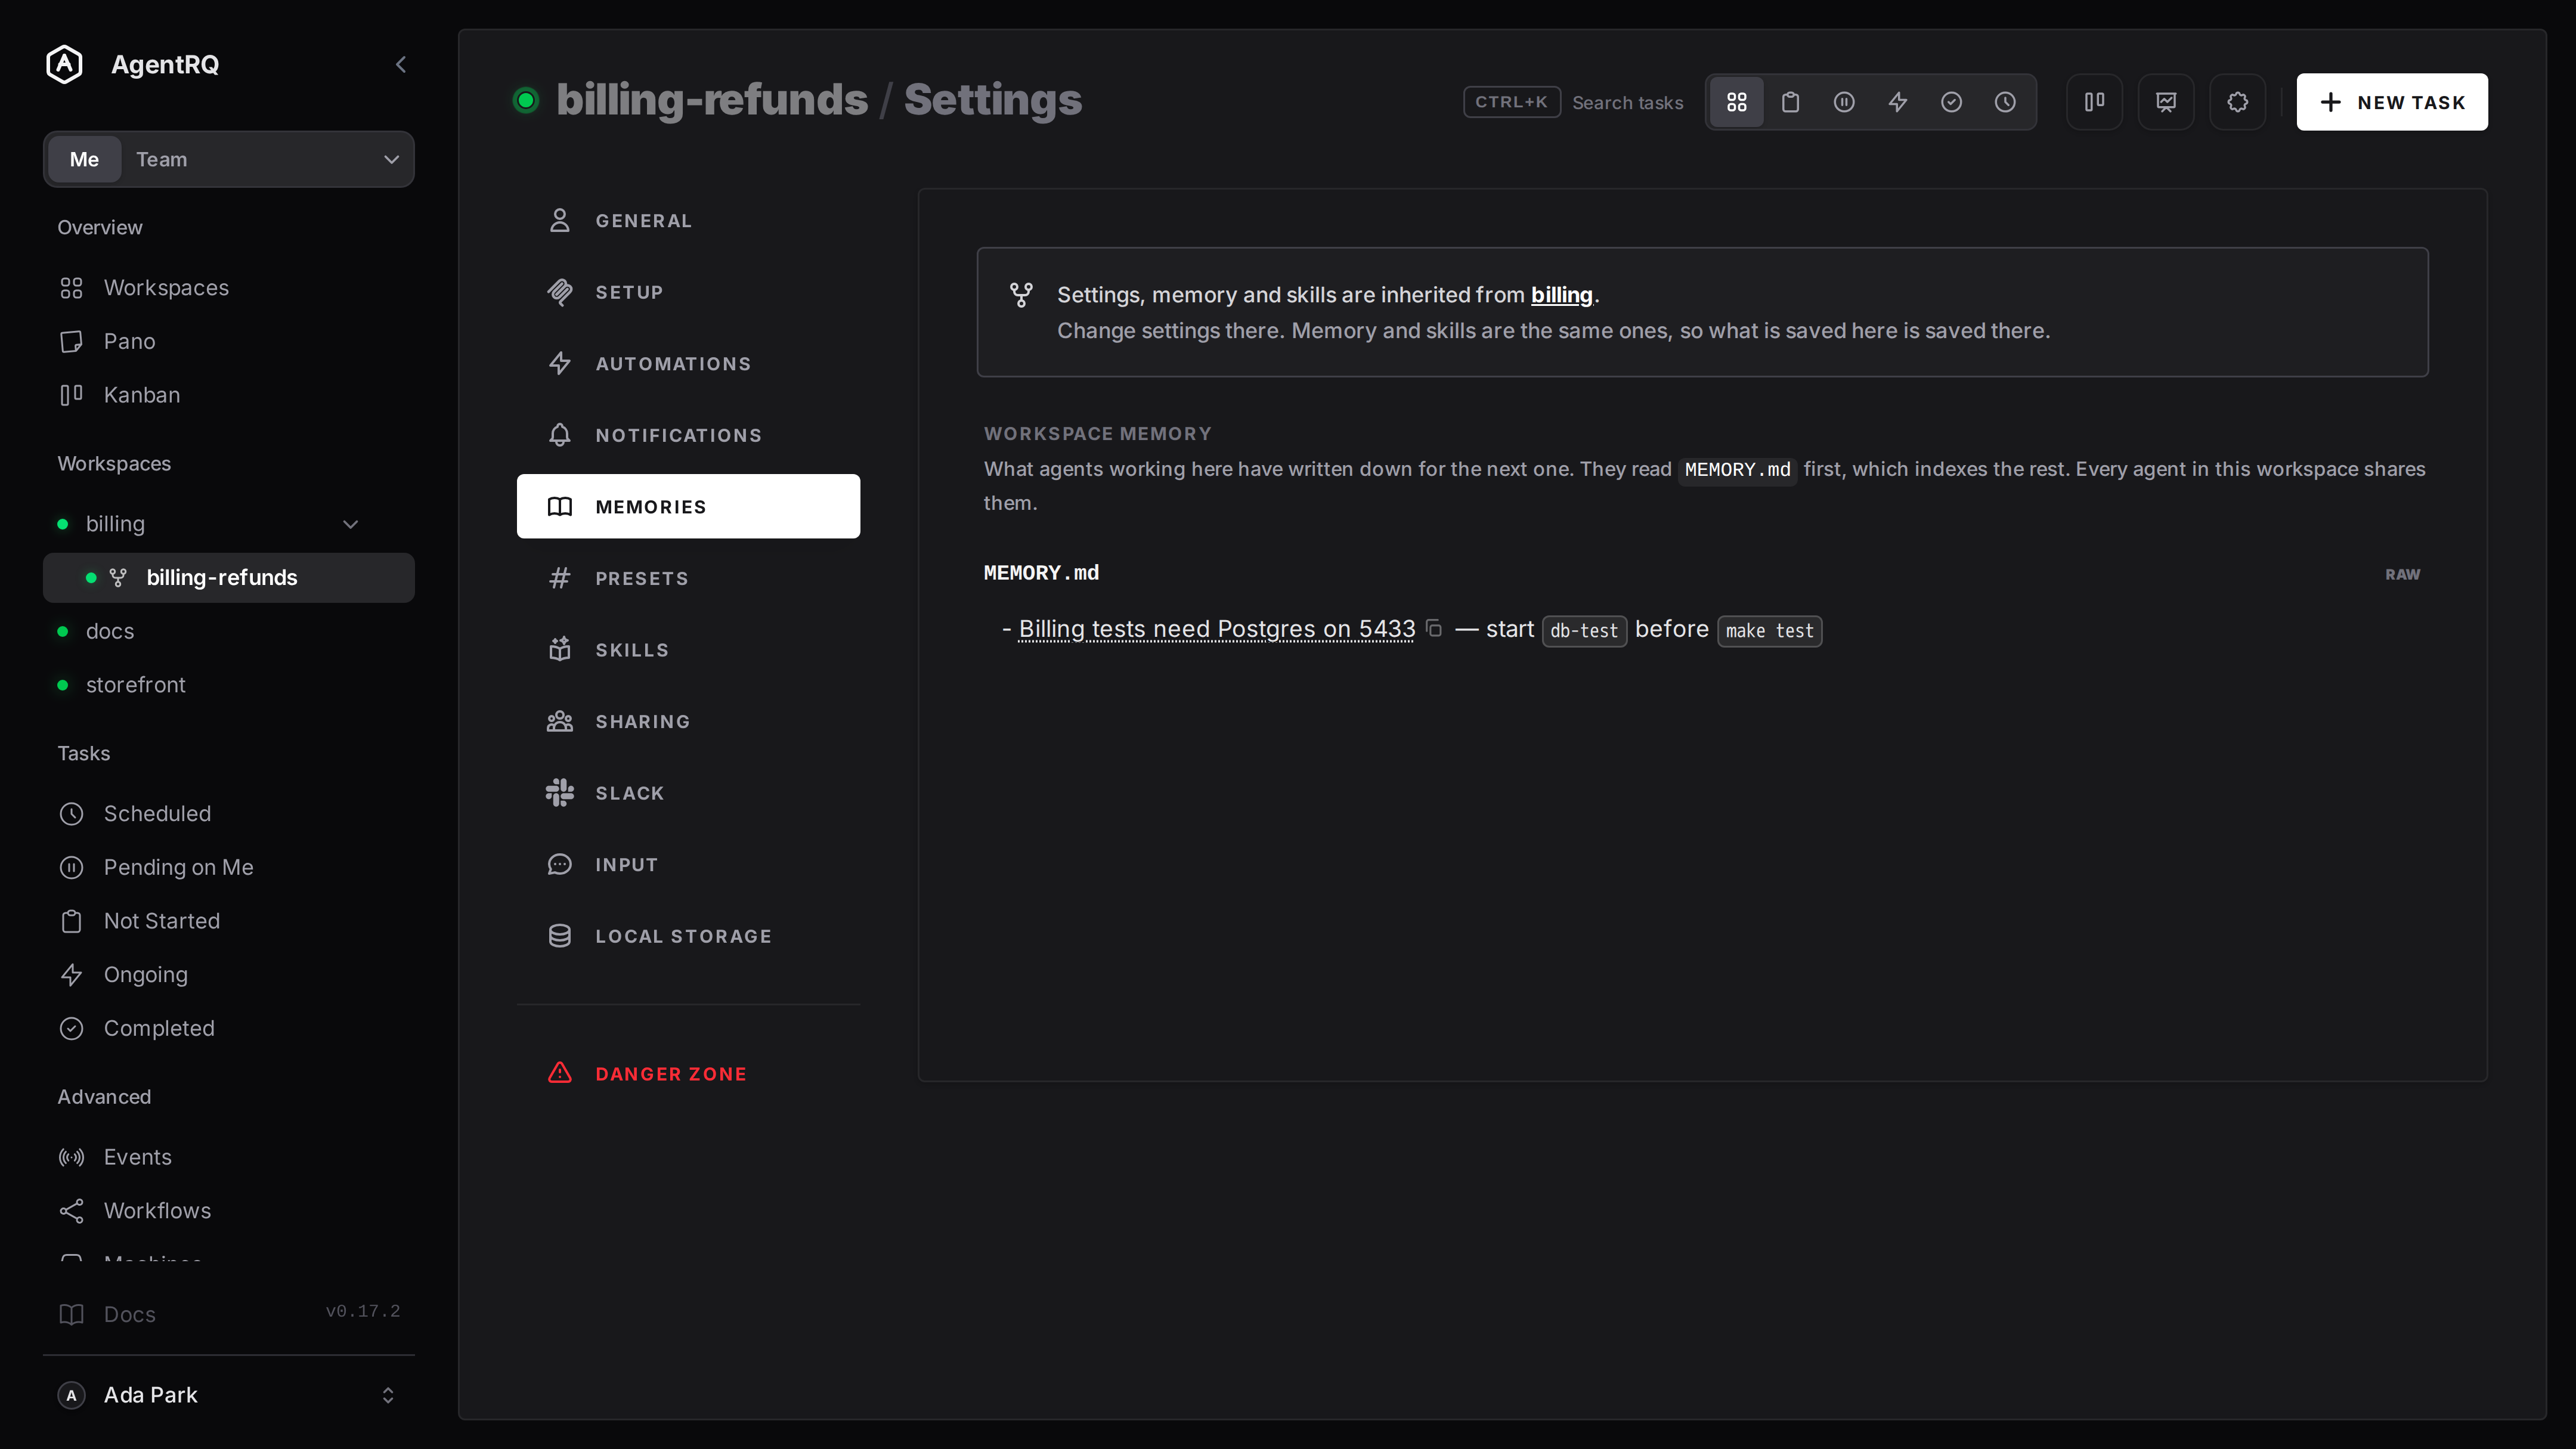 AgentRQ
Me Team
Overview
Workspaces
Pano
Kanban
Workspaces
billing
billing-refunds
docs
storefront
Tasks
Scheduled
Pending on Me
Not Started
Ongoing
Completed
Advanced
Events
Workflows
Machines
Docs v0.17.2
A Ada Park
billing-refunds / Settings
CTRL+K Search tasks
NEW TASK
GENERAL
SETUP
AUTOMATIONS
NOTIFICATIONS
MEMORIES
PRESETS
SKILLS
SHARING
SLACK
INPUT
LOCAL STORAGE
DANGER ZONE
Settings, memory and skills are inherited from billing.
Change settings there. Memory and skills are the same ones, so what is saved here is saved there.
WORKSPACE MEMORY
What agents working here have written down for the next one. They read MEMORY.md first, which indexes the rest. Every agent in this workspace shares
them.
MEMORY.md RAW
- Billing tests need Postgres on 5433 — start db-test before make test